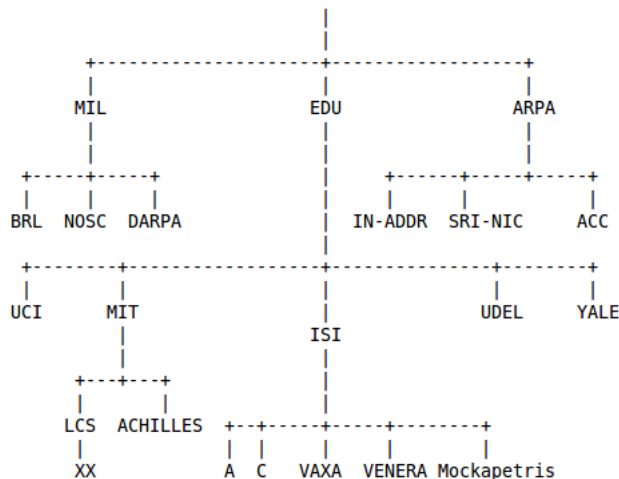 MIL EDU ARPA
BRL NOSC DARPA IN-ADDR SRI-NIC ACC
UCI MIT UDEL YALE
ISI
LCS ACHILLES
XX A C VAXA VENERA Mockapetris